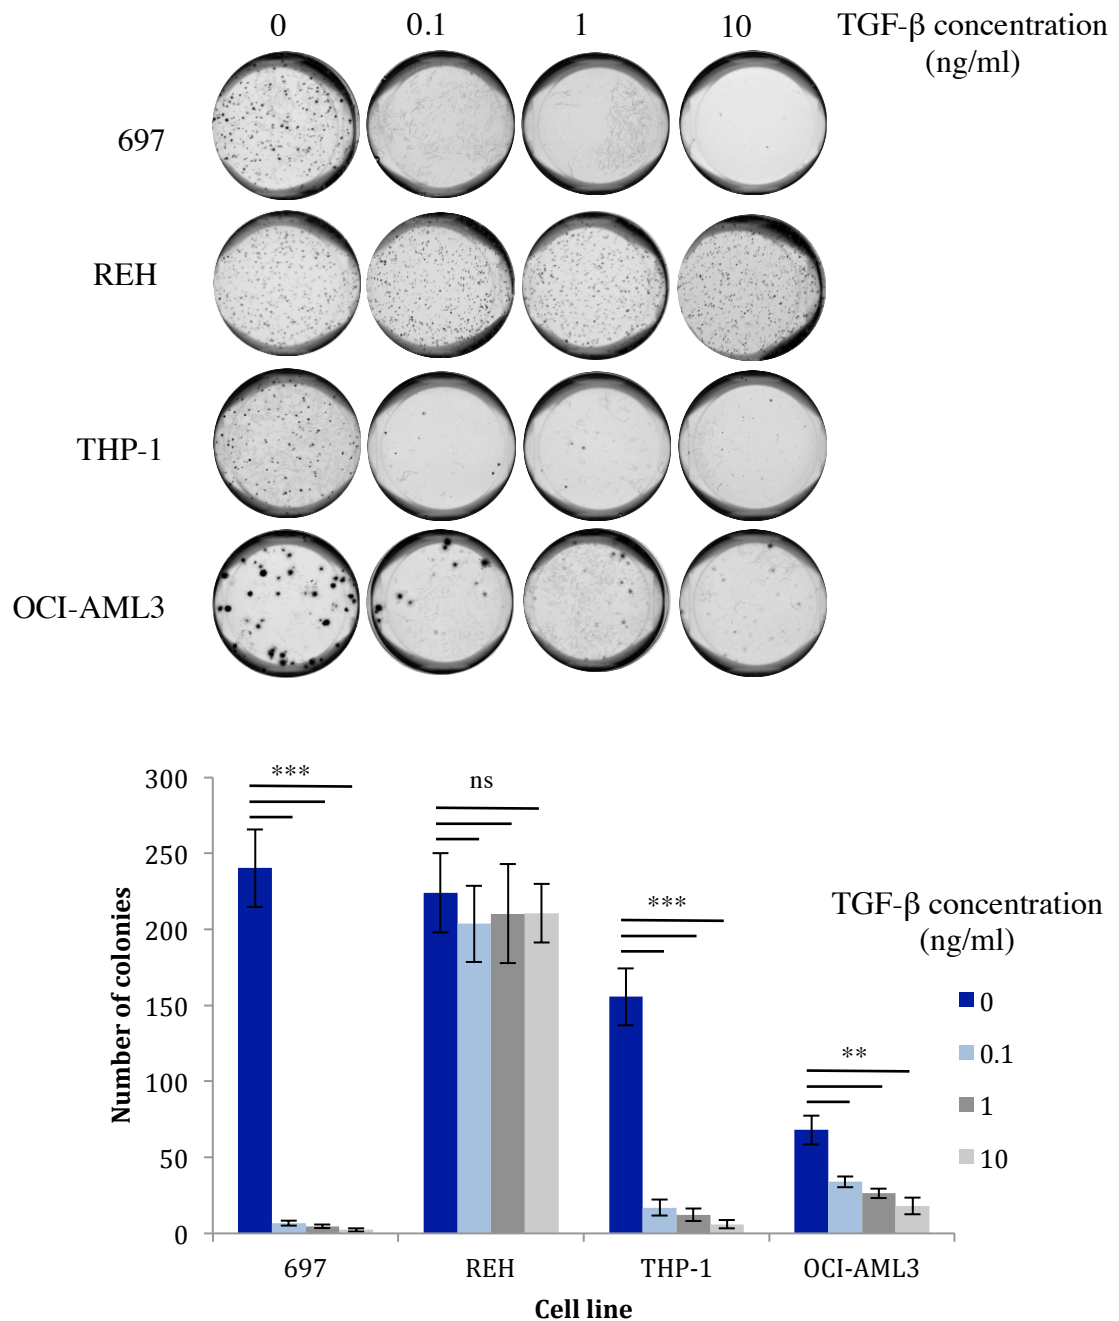 0 0.1 1 10 TGF-β concentration
(ng/ml)
697
REH
THP-1
OCI-AML3
300
250
200
150
100
50
0
Number of colonies
***
ns
***
**
TGF-β concentration
(ng/ml)
0
0.1
1
10
697 REH THP-1 OCI-AML3
Cell line